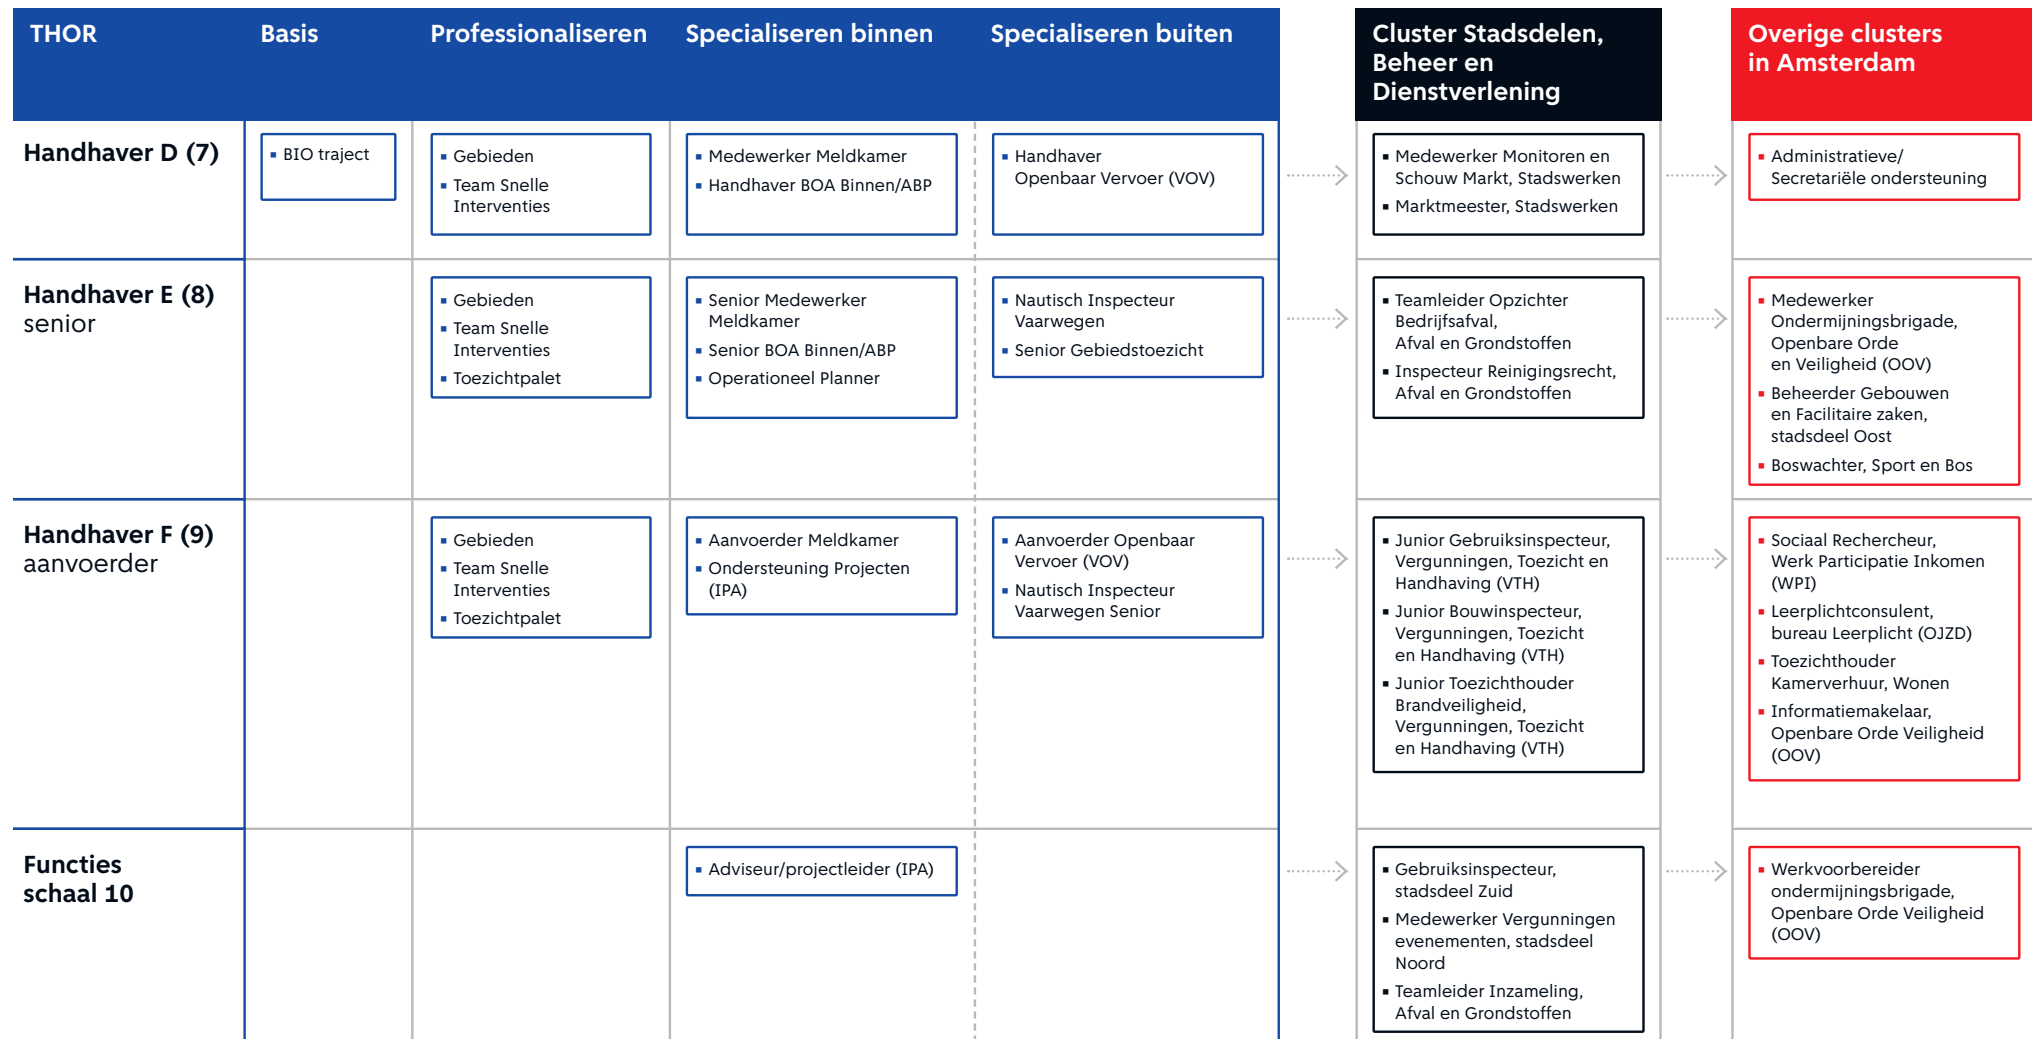 THOR
Basis
Professionaliseren
Specialiseren binnen
Specialiseren buiten
Cluster Stadsdelen,
Beheer en
Dienstverlening
Overige clusters
in Amsterdam
Handhaver D (7)
▪ BIO traject
▪ Gebieden
▪ Team Snelle
Interventies
▪ Medewerker Meldkamer
▪ Handhaver BOA Binnen/ABP
▪ Handhaver
Openbaar Vervoer (VOV)
▪ Medewerker Monitoren en
Schouw Markt, Stadswerken
▪ Marktmeester, Stadswerken
▪ Administratieve/
Secretariële ondersteuning
Handhaver E (8)
senior
▪ Gebieden
▪ Team Snelle
Interventies
▪ Toezichtpalet
▪ Senior Medewerker
Meldkamer
▪ Senior BOA Binnen/ABP
▪ Operationeel Planner
▪ Nautisch Inspecteur
Vaarwegen
▪ Senior Gebiedstoezicht
▪ Teamleider Opzichter
Bedrijfsafval,
Afval en Grondstoffen
▪ Inspecteur Reinigingsrecht,
Afval en Grondstoffen
▪ Medewerker
Ondermijningsbrigade,
Openbare Orde
en Veiligheid (OOV)
▪ Beheerder Gebouwen
en Facilitaire zaken,
stadsdeel Oost
▪ Boswachter, Sport en Bos
Handhaver F (9)
aanvoerder
▪ Gebieden
▪ Team Snelle
Interventies
▪ Toezichtpalet
▪ Aanvoerder Meldkamer
▪ Ondersteuning Projecten
(IPA)
▪ Aanvoerder Openbaar
Vervoer (VOV)
▪ Nautisch Inspecteur
Vaarwegen Senior
▪ Junior Gebruiksinspecteur,
Vergunningen, Toezicht en
Handhaving (VTH)
▪ Junior Bouwinspecteur,
Vergunningen, Toezicht
en Handhaving (VTH)
▪ Junior Toezichthouder
Brandveiligheid,
Vergunningen, Toezicht
en Handhaving (VTH)
▪ Sociaal Rechercheur,
Werk Participatie Inkomen
(WPI)
▪ Leerplichtconsulent,
bureau Leerplicht (OJZD)
▪ Toezichthouder
Kamerverhuur, Wonen
▪ Informatiemakelaar,
Openbare Orde Veiligheid
(OOV)
Functies
schaal 10
▪ Adviseur/projectleider (IPA)
▪ Gebruiksinspecteur,
stadsdeel Zuid
▪ Medewerker Vergunningen
evenementen, stadsdeel
Noord
▪ Teamleider Inzameling,
Afval en Grondstoffen
▪ Werkvoorbereider
ondermijningsbrigade,
Openbare Orde Veiligheid
(OOV)